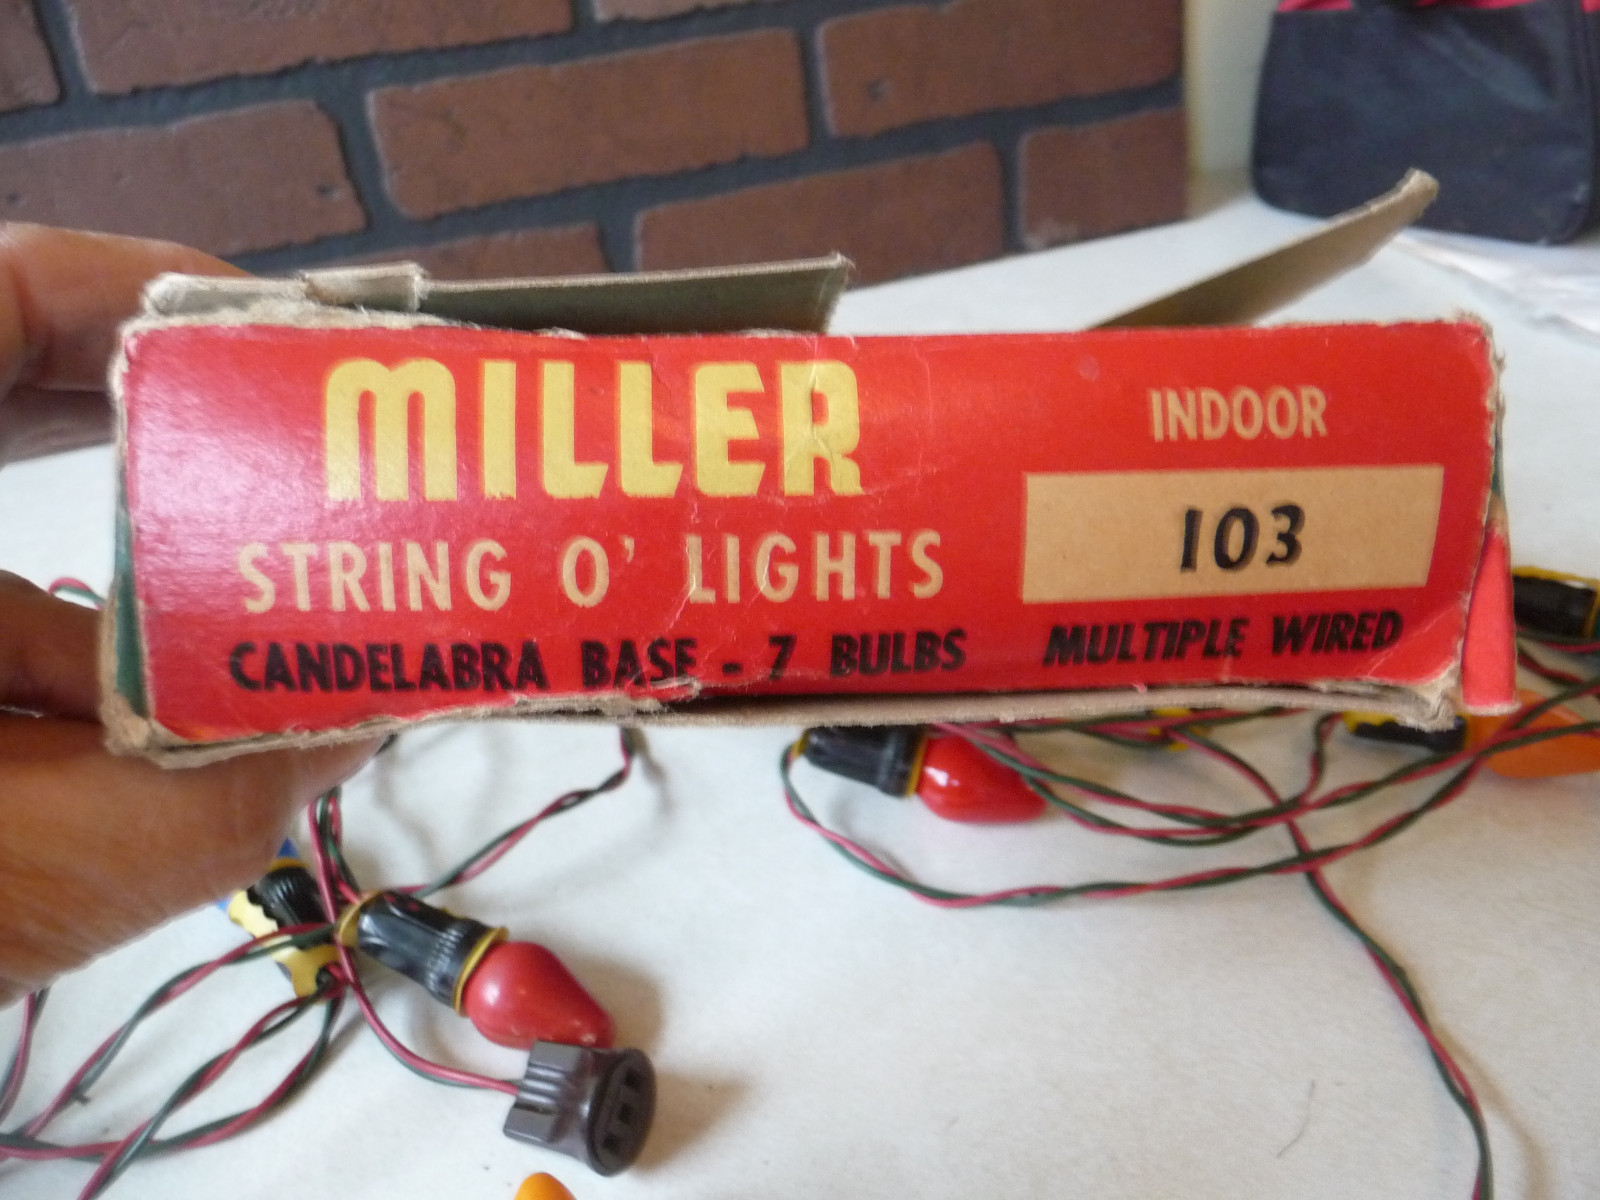 MILLER
STRING O' LIGHTS
CANDELABRA BASE - 7 BULBS
INDOOR
103
MULTIPLE WIRED